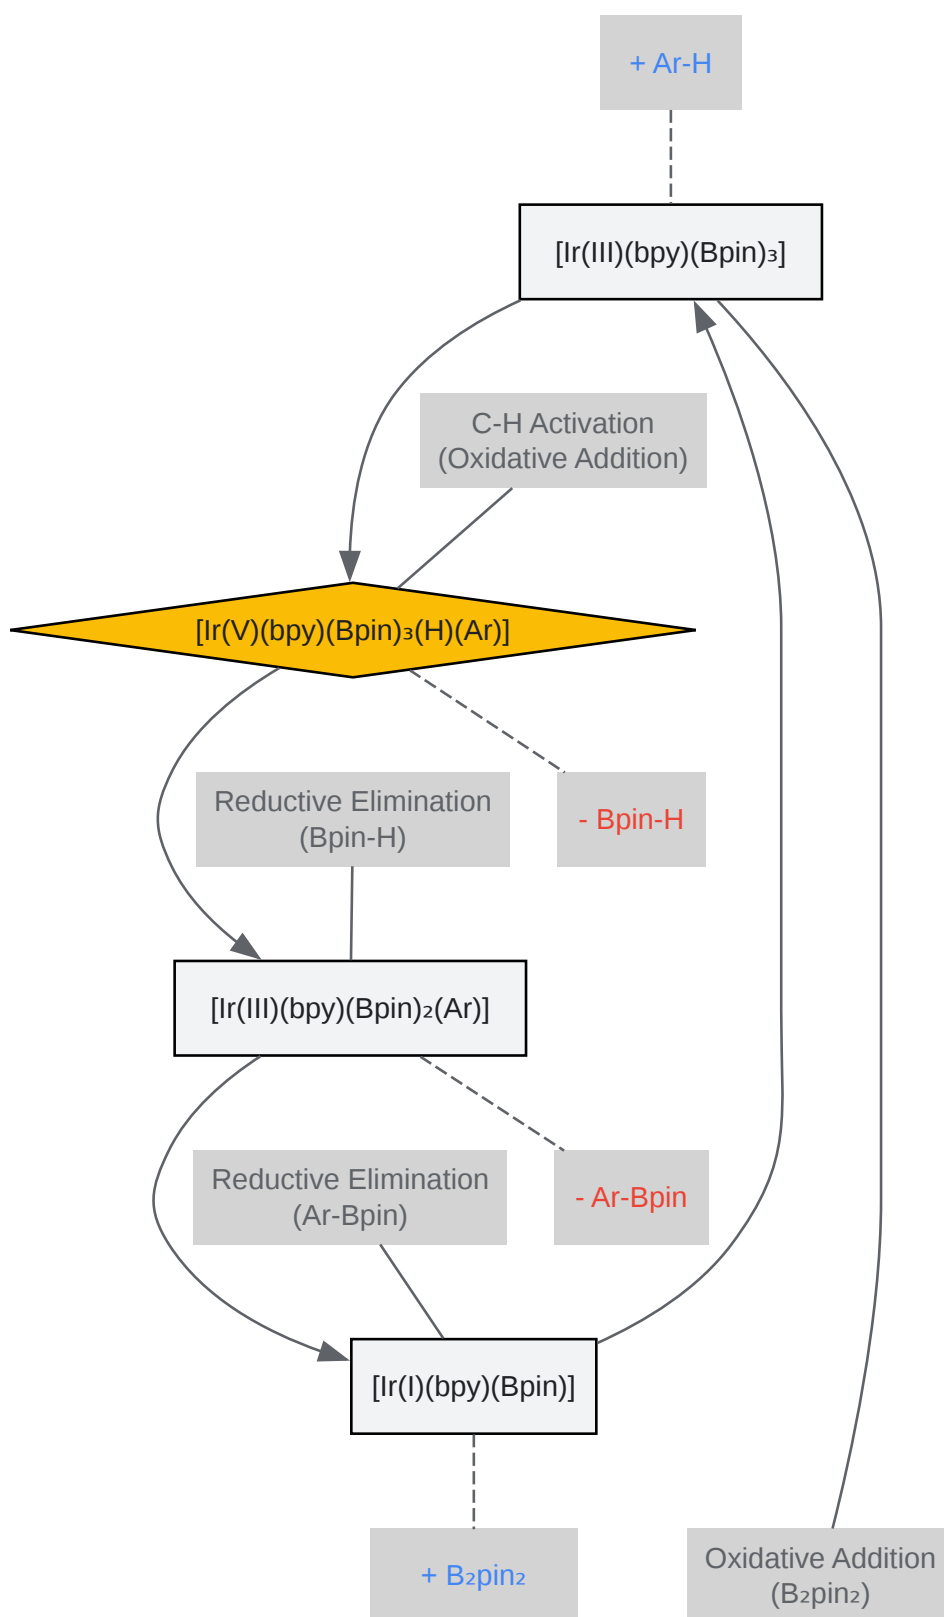 + Ar-H
[Ir(III)(bpy)(Bpin)₃]
C-H Activation
(Oxidative Addition)
[Ir(V)(bpy)(Bpin)₃(H)(Ar)]
Reductive Elimination
(Bpin-H)
- Bpin-H
[Ir(III)(bpy)(Bpin)₂(Ar)]
Reductive Elimination
(Ar-Bpin)
- Ar-Bpin
[Ir(I)(bpy)(Bpin)]
+ B₂pin₂
Oxidative Addition
(B₂pin₂)